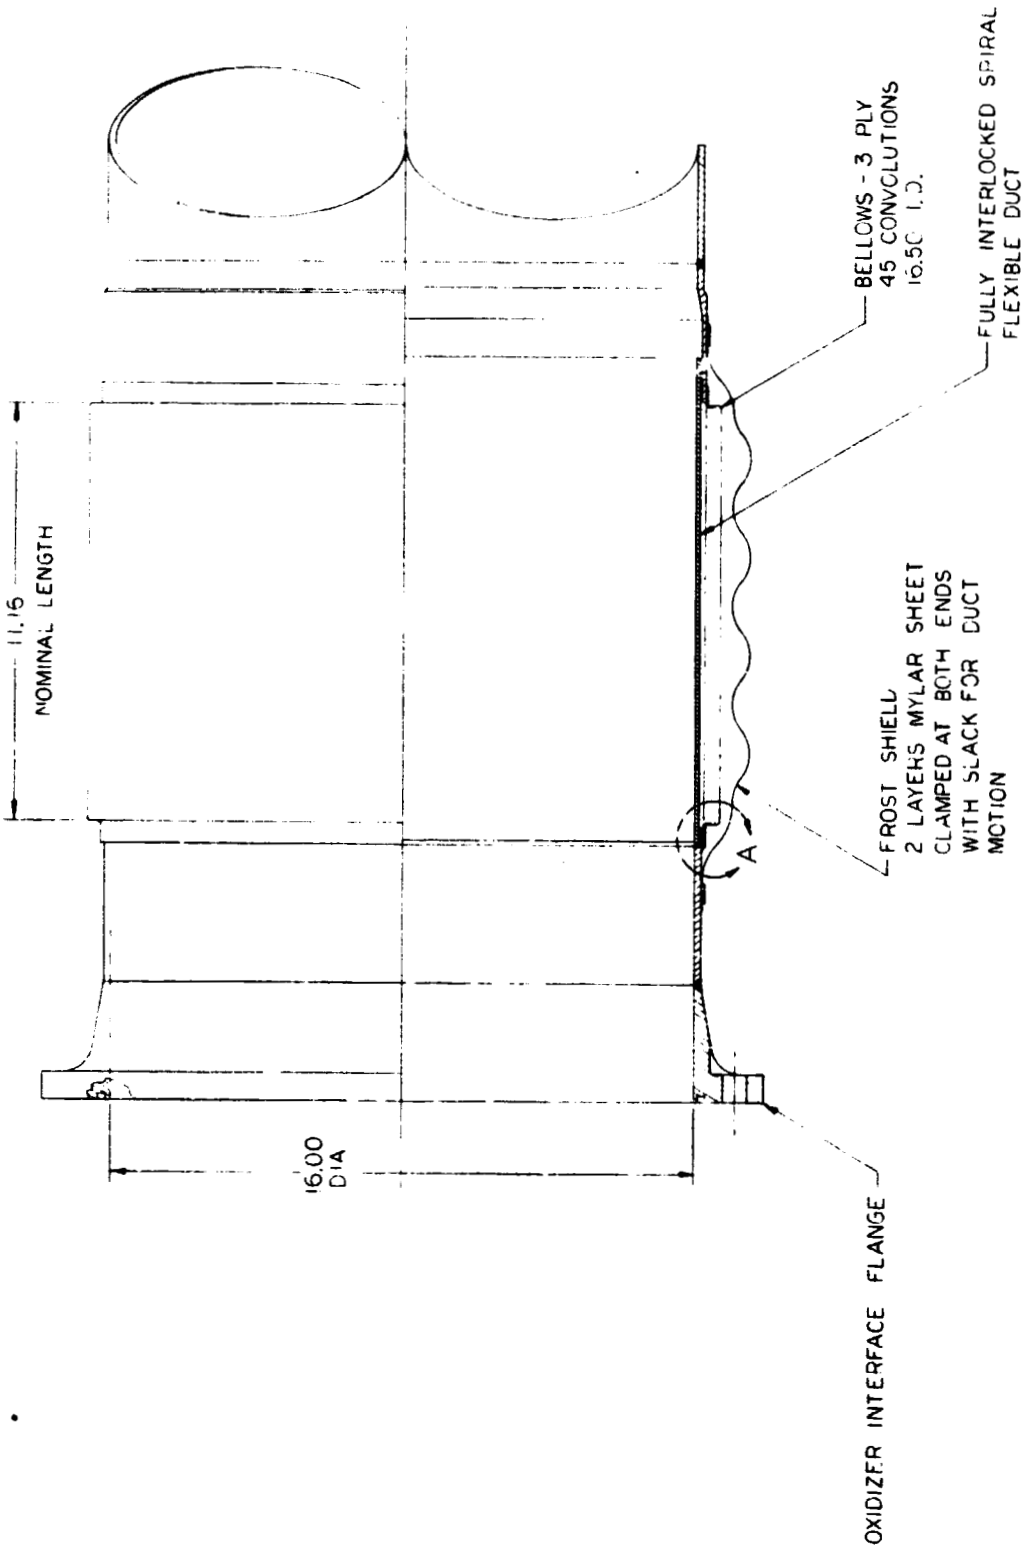 11.16
NOMINAL LENGTH
16.00
DIA
BELLOWS - 3 PLY
45 CONVOLUTIONS
16.50 I.D.
FULLY INTERLOCKED SPIRAL
FLEXIBLE DUCT
A
FROST SHIELD
2 LAYERS MYLAR SHEET
CLAMPED AT BOTH ENDS
WITH SLACK FOR DUCT
MOTION
OXIDIZER INTERFACE FLANGE